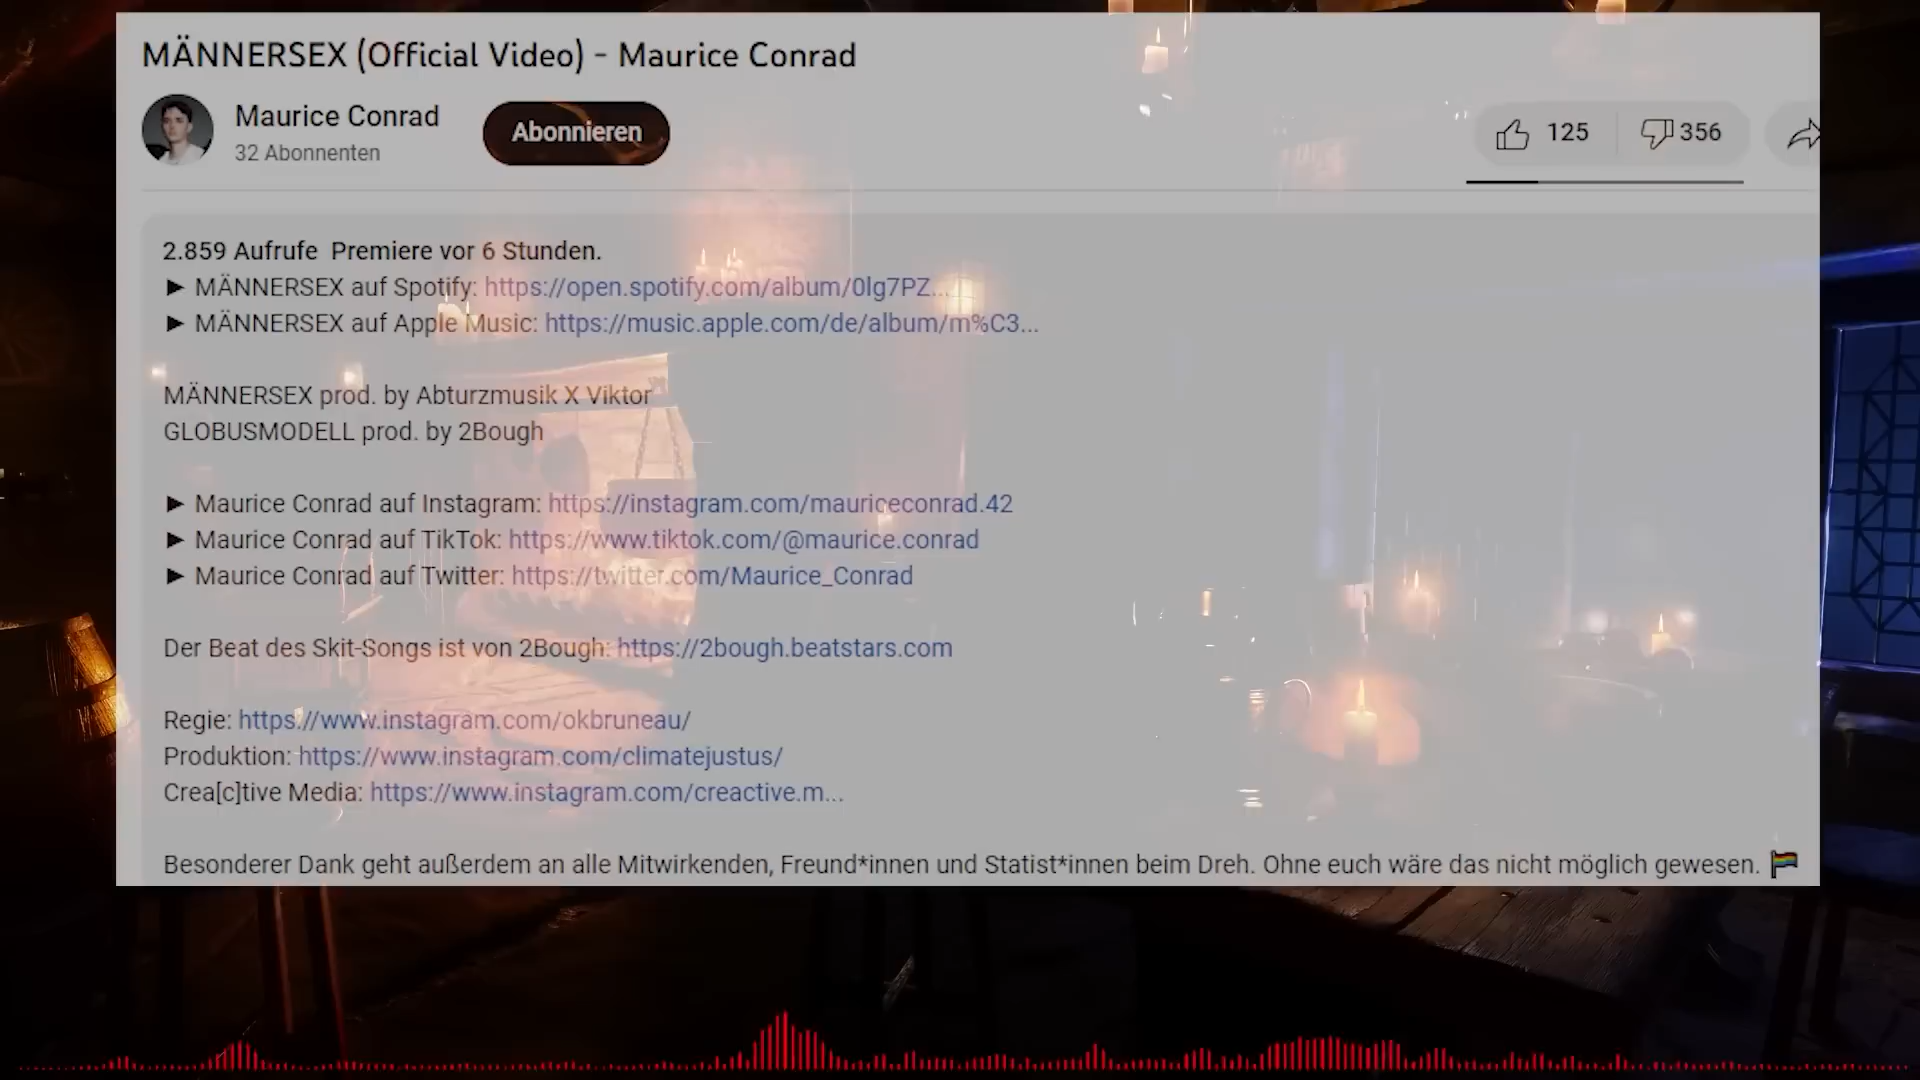 MÄNNERSEX (Official Video) - Maurice Conrad
Maurice Conrad
32 Abonnenten
Abonnieren
125
356
2.859 Aufrufe Premiere vor 6 Stunden.
► MÄNNERSEX auf Spotify: https://open.spotify.com/album/0lg7PZ...
► MÄNNERSEX auf Apple Music: https://music.apple.com/de/album/m%C3...
MÄNNERSEX prod. by Abturzmusik X Viktor
GLOBUSMODELL prod. by 2Bough
► Maurice Conrad auf Instagram: https://instagram.com/mauriceconrad.42
► Maurice Conrad auf TikTok: https://www.tiktok.com/@maurice.conrad
► Maurice Conrad auf Twitter: https://twitter.com/Maurice_Conrad
Der Beat des Skit-Songs ist von 2Bough: https://2bough.beatstars.com
Regie: https://www.instagram.com/okbruneau/
Produktion: https://www.instagram.com/climatejustus/
Crea[c]tive Media: https://www.instagram.com/creactive.m...
Besonderer Dank geht außerdem an alle Mitwirkenden, Freund*innen und Statist*innen beim Dreh. Ohne euch wäre das nicht möglich gewesen. 🏳️‍🌈